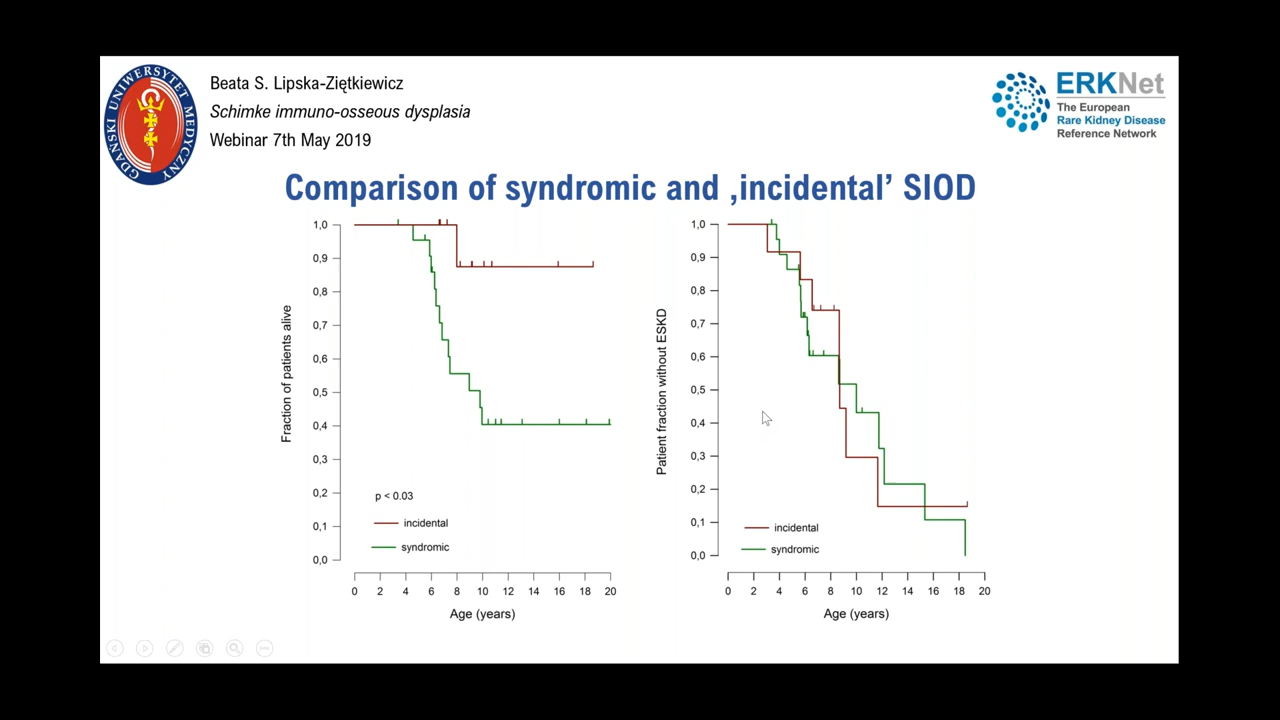 GDAŃSKI UNIWERSYTET MEDYCZNY
Beata S. Lipska-Ziętkiewicz
Schimke immuno-osseous dysplasia
Webinar 7th May 2019
ERKNet
The European
Rare Kidney Disease
Reference Network
Comparison of syndromic and ‚incidental’ SIOD
Fraction of patients alive
1,0
0,9
0,8
0,7
0,6
0,5
0,4
0,3
0,2
0,1
0,0
p < 0.03
incidental
syndromic
0 2 4 6 8 10 12 14 16 18 20
Age (years)
Patient fraction without ESKD
1,0
0,9
0,8
0,7
0,6
0,5
0,4
0,3
0,2
0,1
0,0
incidental
syndromic
0 2 4 6 8 10 12 14 16 18 20
Age (years)